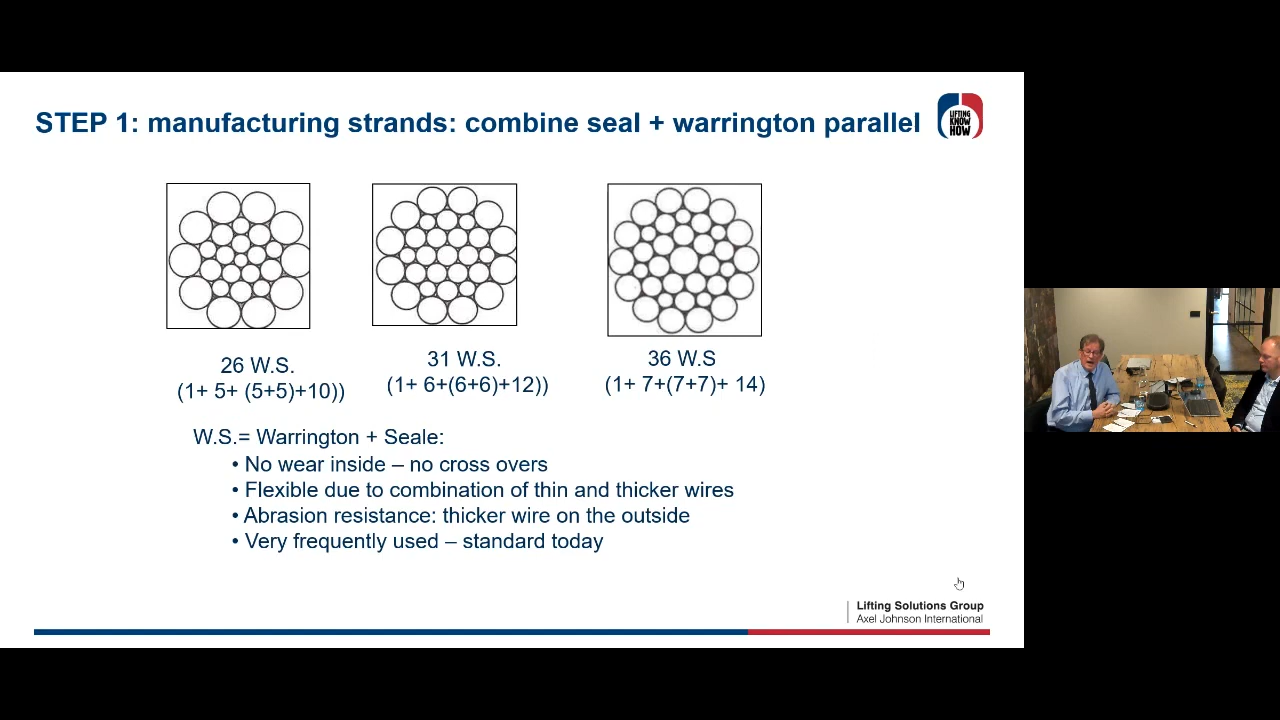 STEP 1: manufacturing strands: combine seal + warrington parallel
LIFTING
KNOW
HOW
26 W.S.
(1+ 5+ (5+5)+10))
31 W.S.
(1+ 6+(6+6)+12))
36 W.S
(1+ 7+(7+7)+ 14)
W.S.= Warrington + Seale:
• No wear inside – no cross overs
• Flexible due to combination of thin and thicker wires
• Abrasion resistance: thicker wire on the outside
• Very frequently used – standard today
Lifting Solutions Group
Axel Johnson International